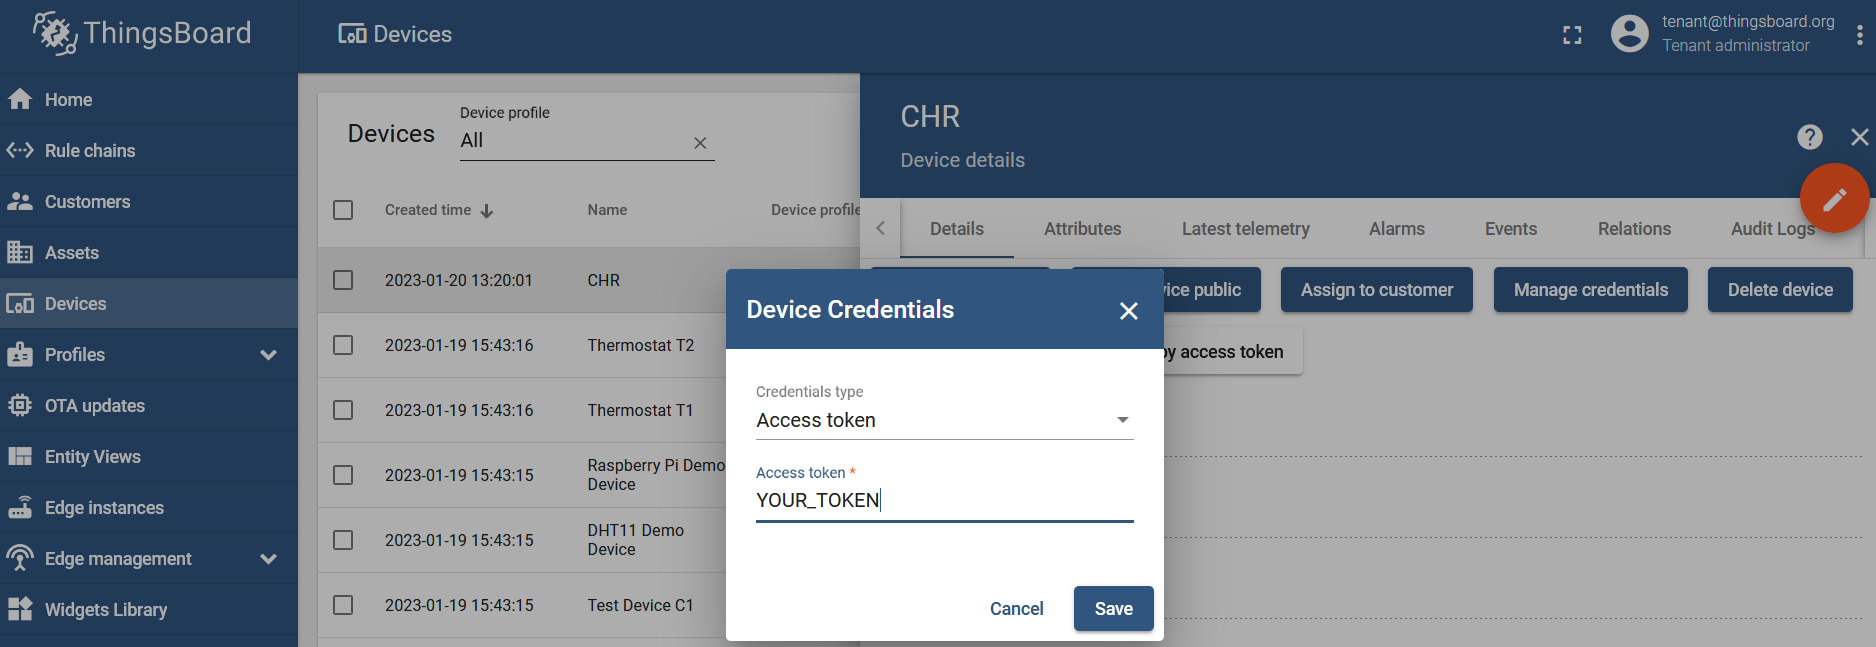 ThingsBoard
Devices
tenant@thingsboard.org
Tenant administrator
Home
Rule chains
Customers
Assets
Devices
Profiles
OTA updates
Entity Views
Edge instances
Edge management
Widgets Library
Devices
Device profile
All
Created time
Name
Device profile
2023-01-20 13:20:01
CHR
2023-01-19 15:43:16
Thermostat T2
2023-01-19 15:43:16
Thermostat T1
2023-01-19 15:43:15
Raspberry Pi Demo
Device
2023-01-19 15:43:15
DHT11 Demo
Device
2023-01-19 15:43:15
Test Device C1
CHR
Device details
Details
Attributes
Latest telemetry
Alarms
Events
Relations
Audit Logs
public
Assign to customer
Manage credentials
Delete device
by access token
Device Credentials
Credentials type
Access token
Access token *
YOUR_TOKEN
Cancel
Save